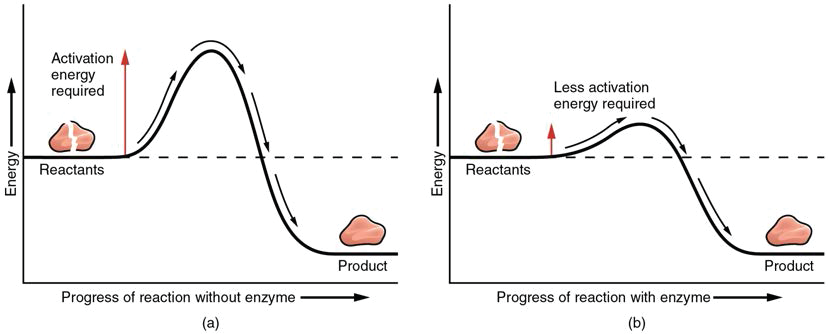 Activation
energy
required
Energy
Reactants
Product
Progress of reaction without enzyme
(a)
Less activation
energy required
Energy
Reactants
Product
Progress of reaction with enzyme
(b)